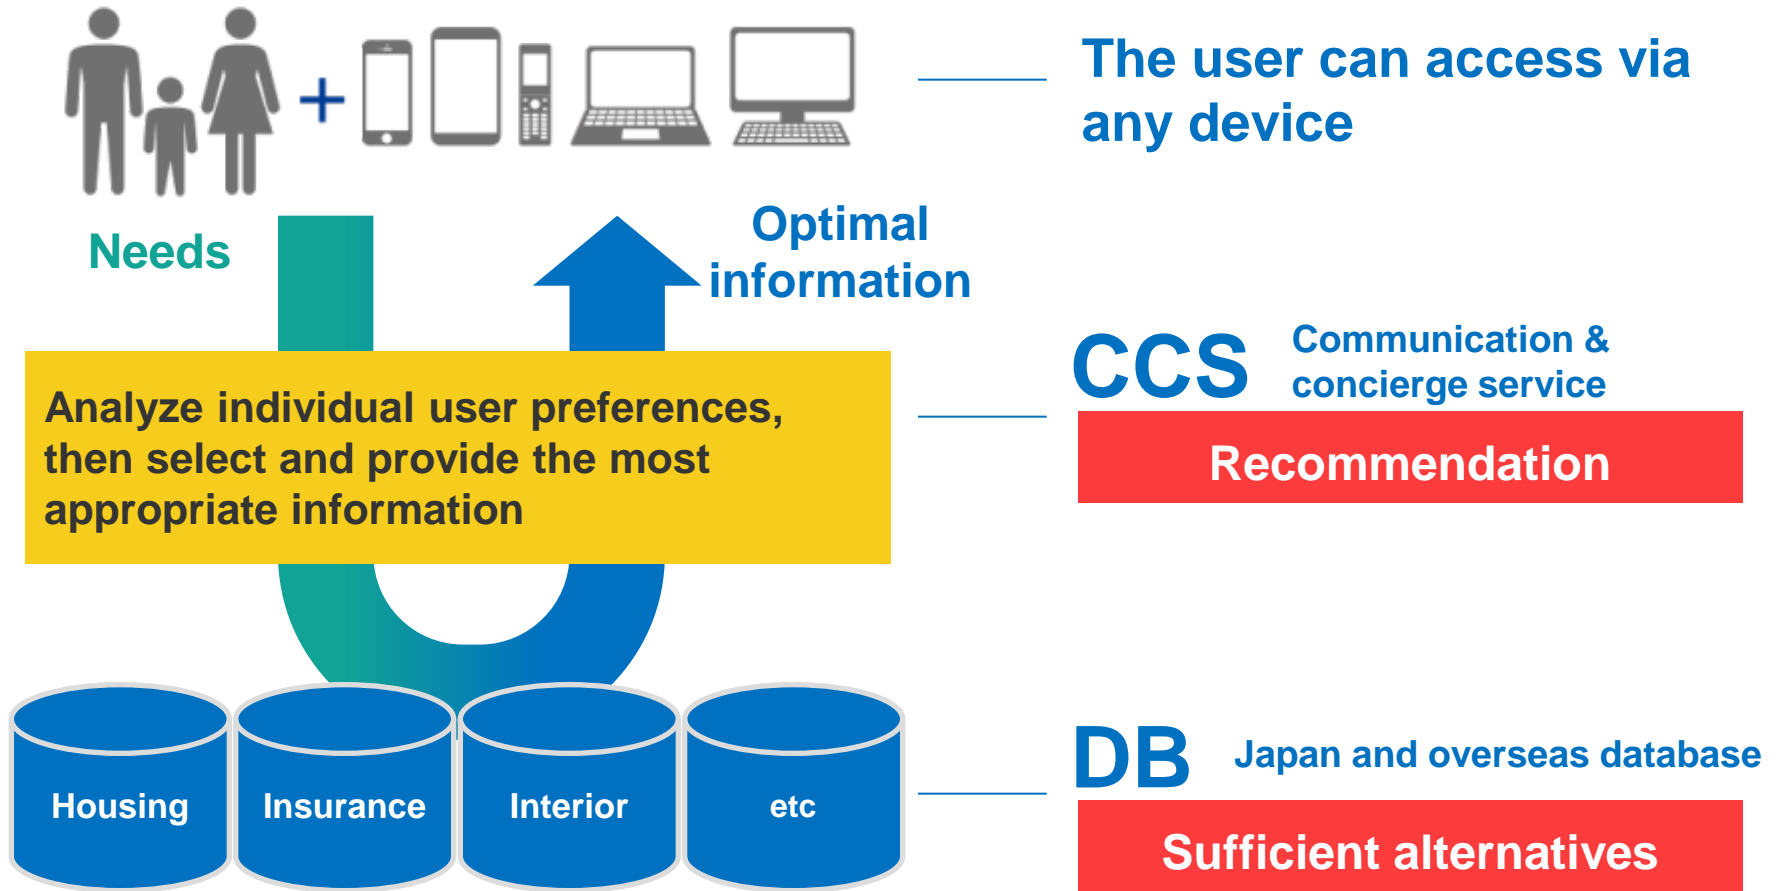 The user can access via
any device
Needs
Optimal
information
Analyze individual user preferences,
then select and provide the most
appropriate information
CCS
Communication &
concierge service
Recommendation
Housing
Insurance
Interior
etc
DB
Japan and overseas database
Sufficient alternatives